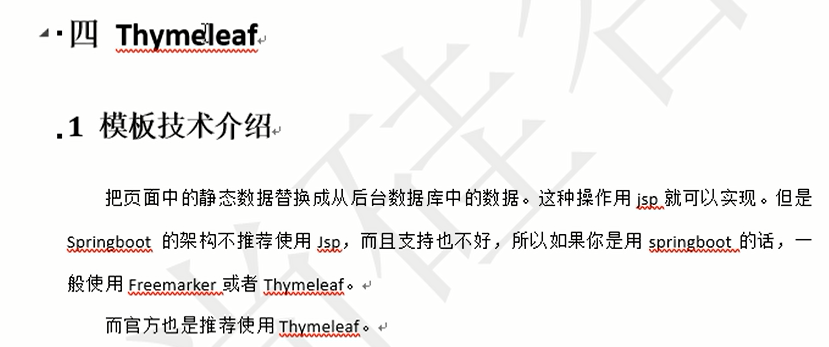 四 Thymeleaf
1 模板技术介绍
把页面中的静态数据替换成从后台数据库中的数据。这种操作用 jsp 就可以实现。但是
Springboot 的架构不推荐使用 Jsp，而且支持也不好，所以如果你是用 springboot 的话，一
般使用 Freemarker 或者 Thymeleaf。
而官方也是推荐使用 Thymeleaf。
尚硅谷